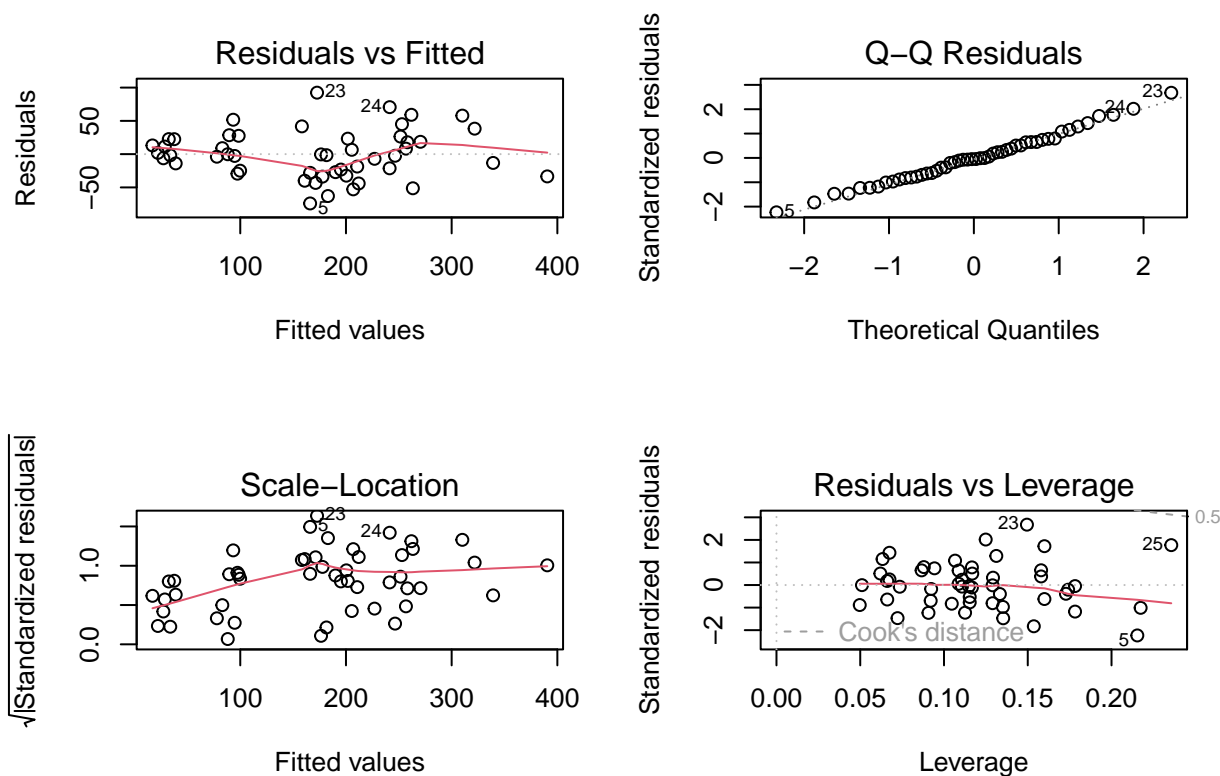 Residuals vs Fitted
Residuals
50
−50
23
24
5
100 200 300 400
Fitted values
Q−Q Residuals
Standardized residuals
2
0
−2
23
24
5
−2 −1 0 1 2
Theoretical Quantiles
Scale−Location
√|Standardized residuals|
1.0
0.0
23
5
24
100 200 300 400
Fitted values
Residuals vs Leverage
Standardized residuals
2
0
−2
23
25
5
0.5
Cook's distance
0.00 0.05 0.10 0.15 0.20
Leverage